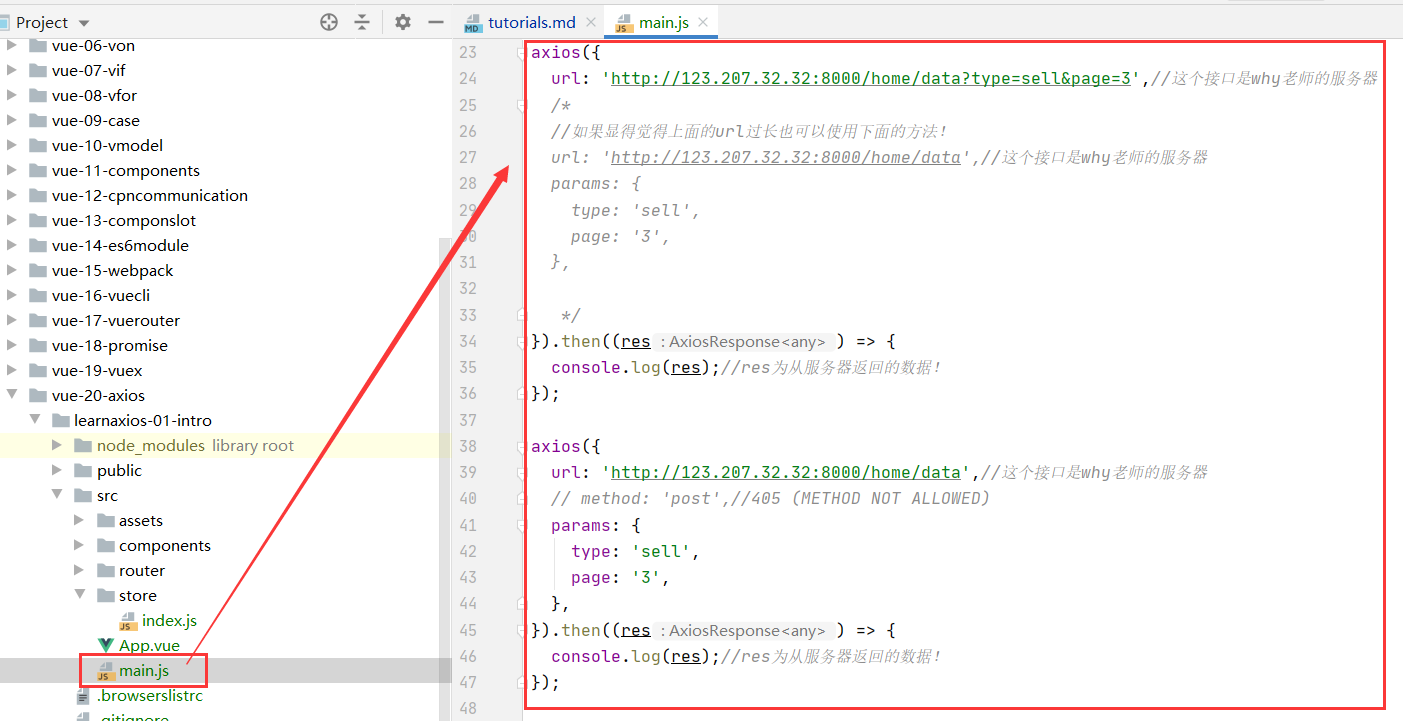 Project
tutorials.md
main.js
vue-06-von
vue-07-vif
vue-08-vfor
vue-09-case
vue-10-vmodel
vue-11-components
vue-12-cpncommunication
vue-13-componslot
vue-14-es6module
vue-15-webpack
vue-16-vuecli
vue-17-vuerouter
vue-18-promise
vue-19-vuex
vue-20-axios
learnaxios-01-intro
node_modules library root
public
src
assets
components
router
store
index.js
App.vue
main.js
.browserslistrc
.gitignore
23 axios({
24 url: 'http://123.207.32.32:8000/home/data?type=sell&page=3',//这个接口是why老师的服务器
25 /*
26 //如果显得觉得上面的url过长也可以使用下面的方法!
27 url: 'http://123.207.32.32:8000/home/data',//这个接口是why老师的服务器
28 params: {
29 type: 'sell',
30 page: '3',
31 },
32
33 */
34 }).then((res : AxiosResponse<any> ) => {
35 console.log(res);//res为从服务器返回的数据!
36 });
37
38 axios({
39 url: 'http://123.207.32.32:8000/home/data',//这个接口是why老师的服务器
40 // method: 'post',//405 (METHOD NOT ALLOWED)
41 params: {
42 type: 'sell',
43 page: '3',
44 },
45 }).then((res : AxiosResponse<any> ) => {
46 console.log(res);//res为从服务器返回的数据!
47 });
48